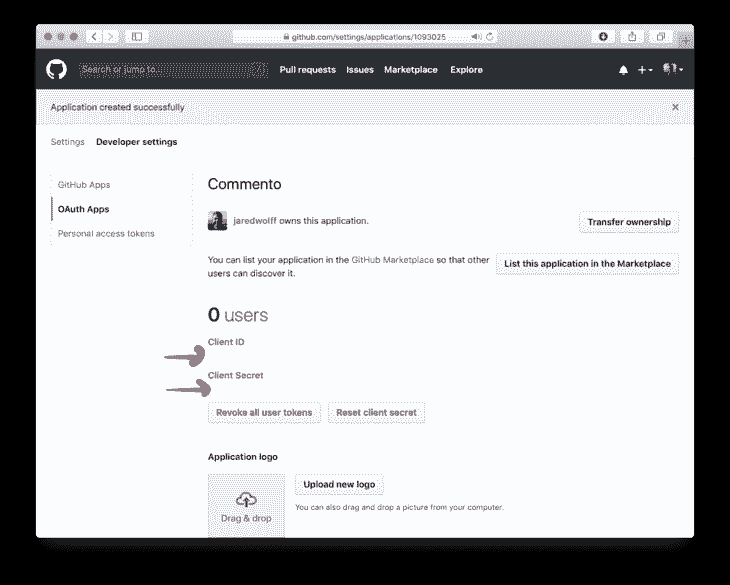 github.com/settings/applications/1093025
Search or jump to...
Pull requests Issues Marketplace Explore
Application created successfully
Settings Developer settings
GitHub Apps
OAuth Apps
Personal access tokens
Commento
jaredwolff owns this application.
Transfer ownership
You can list your application in the GitHub Marketplace so that other
users can discover it.
List this application in the Marketplace
0 users
Client ID
Client Secret
Revoke all user tokens Reset client secret
Application logo
Drag & drop
Upload new logo
You can also drag and drop a picture from your computer.